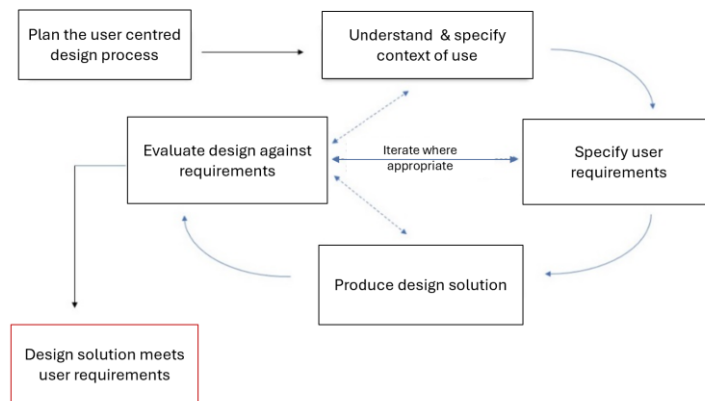 Plan the user centred
design process
Understand & specify
context of use
Evaluate design against
requirements
Iterate where
appropriate
Specify user
requirements
Produce design solution
Design solution meets
user requirements